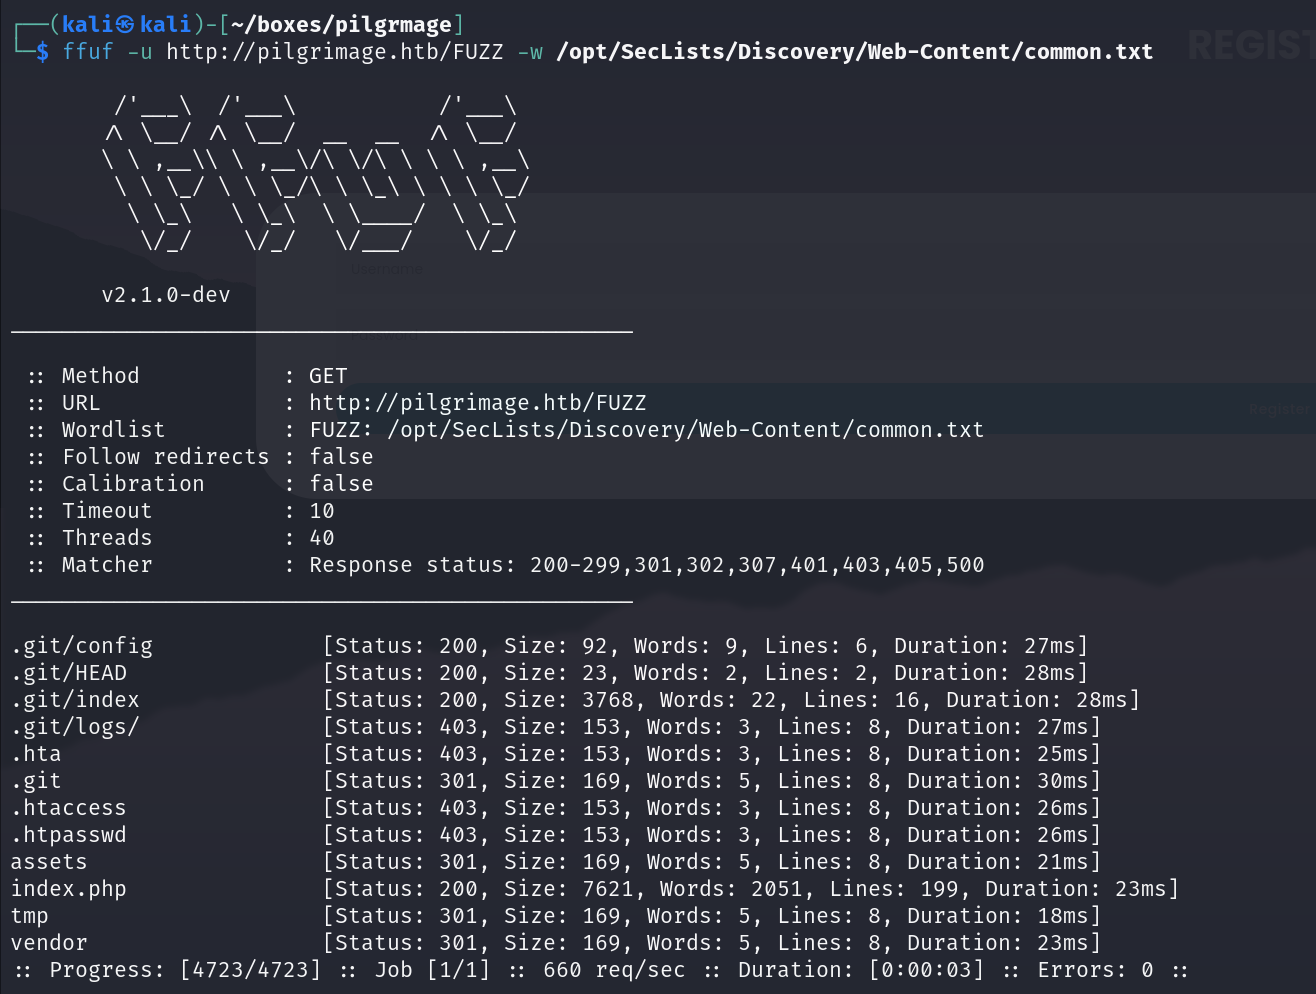 ┌──(kali㉿kali)-[~/boxes/pilgrmage]
└─$ ffuf -u http://pilgrimage.htb/FUZZ -w /opt/SecLists/Discovery/Web-Content/common.txt
REGIST
        /'___\  /'___\           /'___\
       /\ \__/ /\ \__/  __  __  /\ \__/
       \ \ ,__\\ \ ,__\/\ \/\ \ \ \ ,__\
        \ \ \_/ \ \ \_/\ \ \_\ \ \ \ \_/
         \ \_\   \ \_\  \ \____/  \ \_\
          \/_/    \/_/   \/___/    \/_/
Username
       v2.1.0-dev
________________________________________________
Password
 :: Method           : GET
 :: URL              : http://pilgrimage.htb/FUZZ
Register
 :: Wordlist         : FUZZ: /opt/SecLists/Discovery/Web-Content/common.txt
 :: Follow redirects : false
 :: Calibration      : false
 :: Timeout          : 10
 :: Threads          : 40
 :: Matcher          : Response status: 200-299,301,302,307,401,403,405,500
________________________________________________
.git/config             [Status: 200, Size: 92, Words: 9, Lines: 6, Duration: 27ms]
.git/HEAD               [Status: 200, Size: 23, Words: 2, Lines: 2, Duration: 28ms]
.git/index              [Status: 200, Size: 3768, Words: 22, Lines: 16, Duration: 28ms]
.git/logs/              [Status: 403, Size: 153, Words: 3, Lines: 8, Duration: 27ms]
.hta                    [Status: 403, Size: 153, Words: 3, Lines: 8, Duration: 25ms]
.git                    [Status: 301, Size: 169, Words: 5, Lines: 8, Duration: 30ms]
.htaccess               [Status: 403, Size: 153, Words: 3, Lines: 8, Duration: 26ms]
.htpasswd               [Status: 403, Size: 153, Words: 3, Lines: 8, Duration: 26ms]
assets                  [Status: 301, Size: 169, Words: 5, Lines: 8, Duration: 21ms]
index.php               [Status: 200, Size: 7621, Words: 2051, Lines: 199, Duration: 23ms]
tmp                     [Status: 301, Size: 169, Words: 5, Lines: 8, Duration: 18ms]
vendor                  [Status: 301, Size: 169, Words: 5, Lines: 8, Duration: 23ms]
:: Progress: [4723/4723] :: Job [1/1] :: 660 req/sec :: Duration: [0:00:03] :: Errors: 0 ::